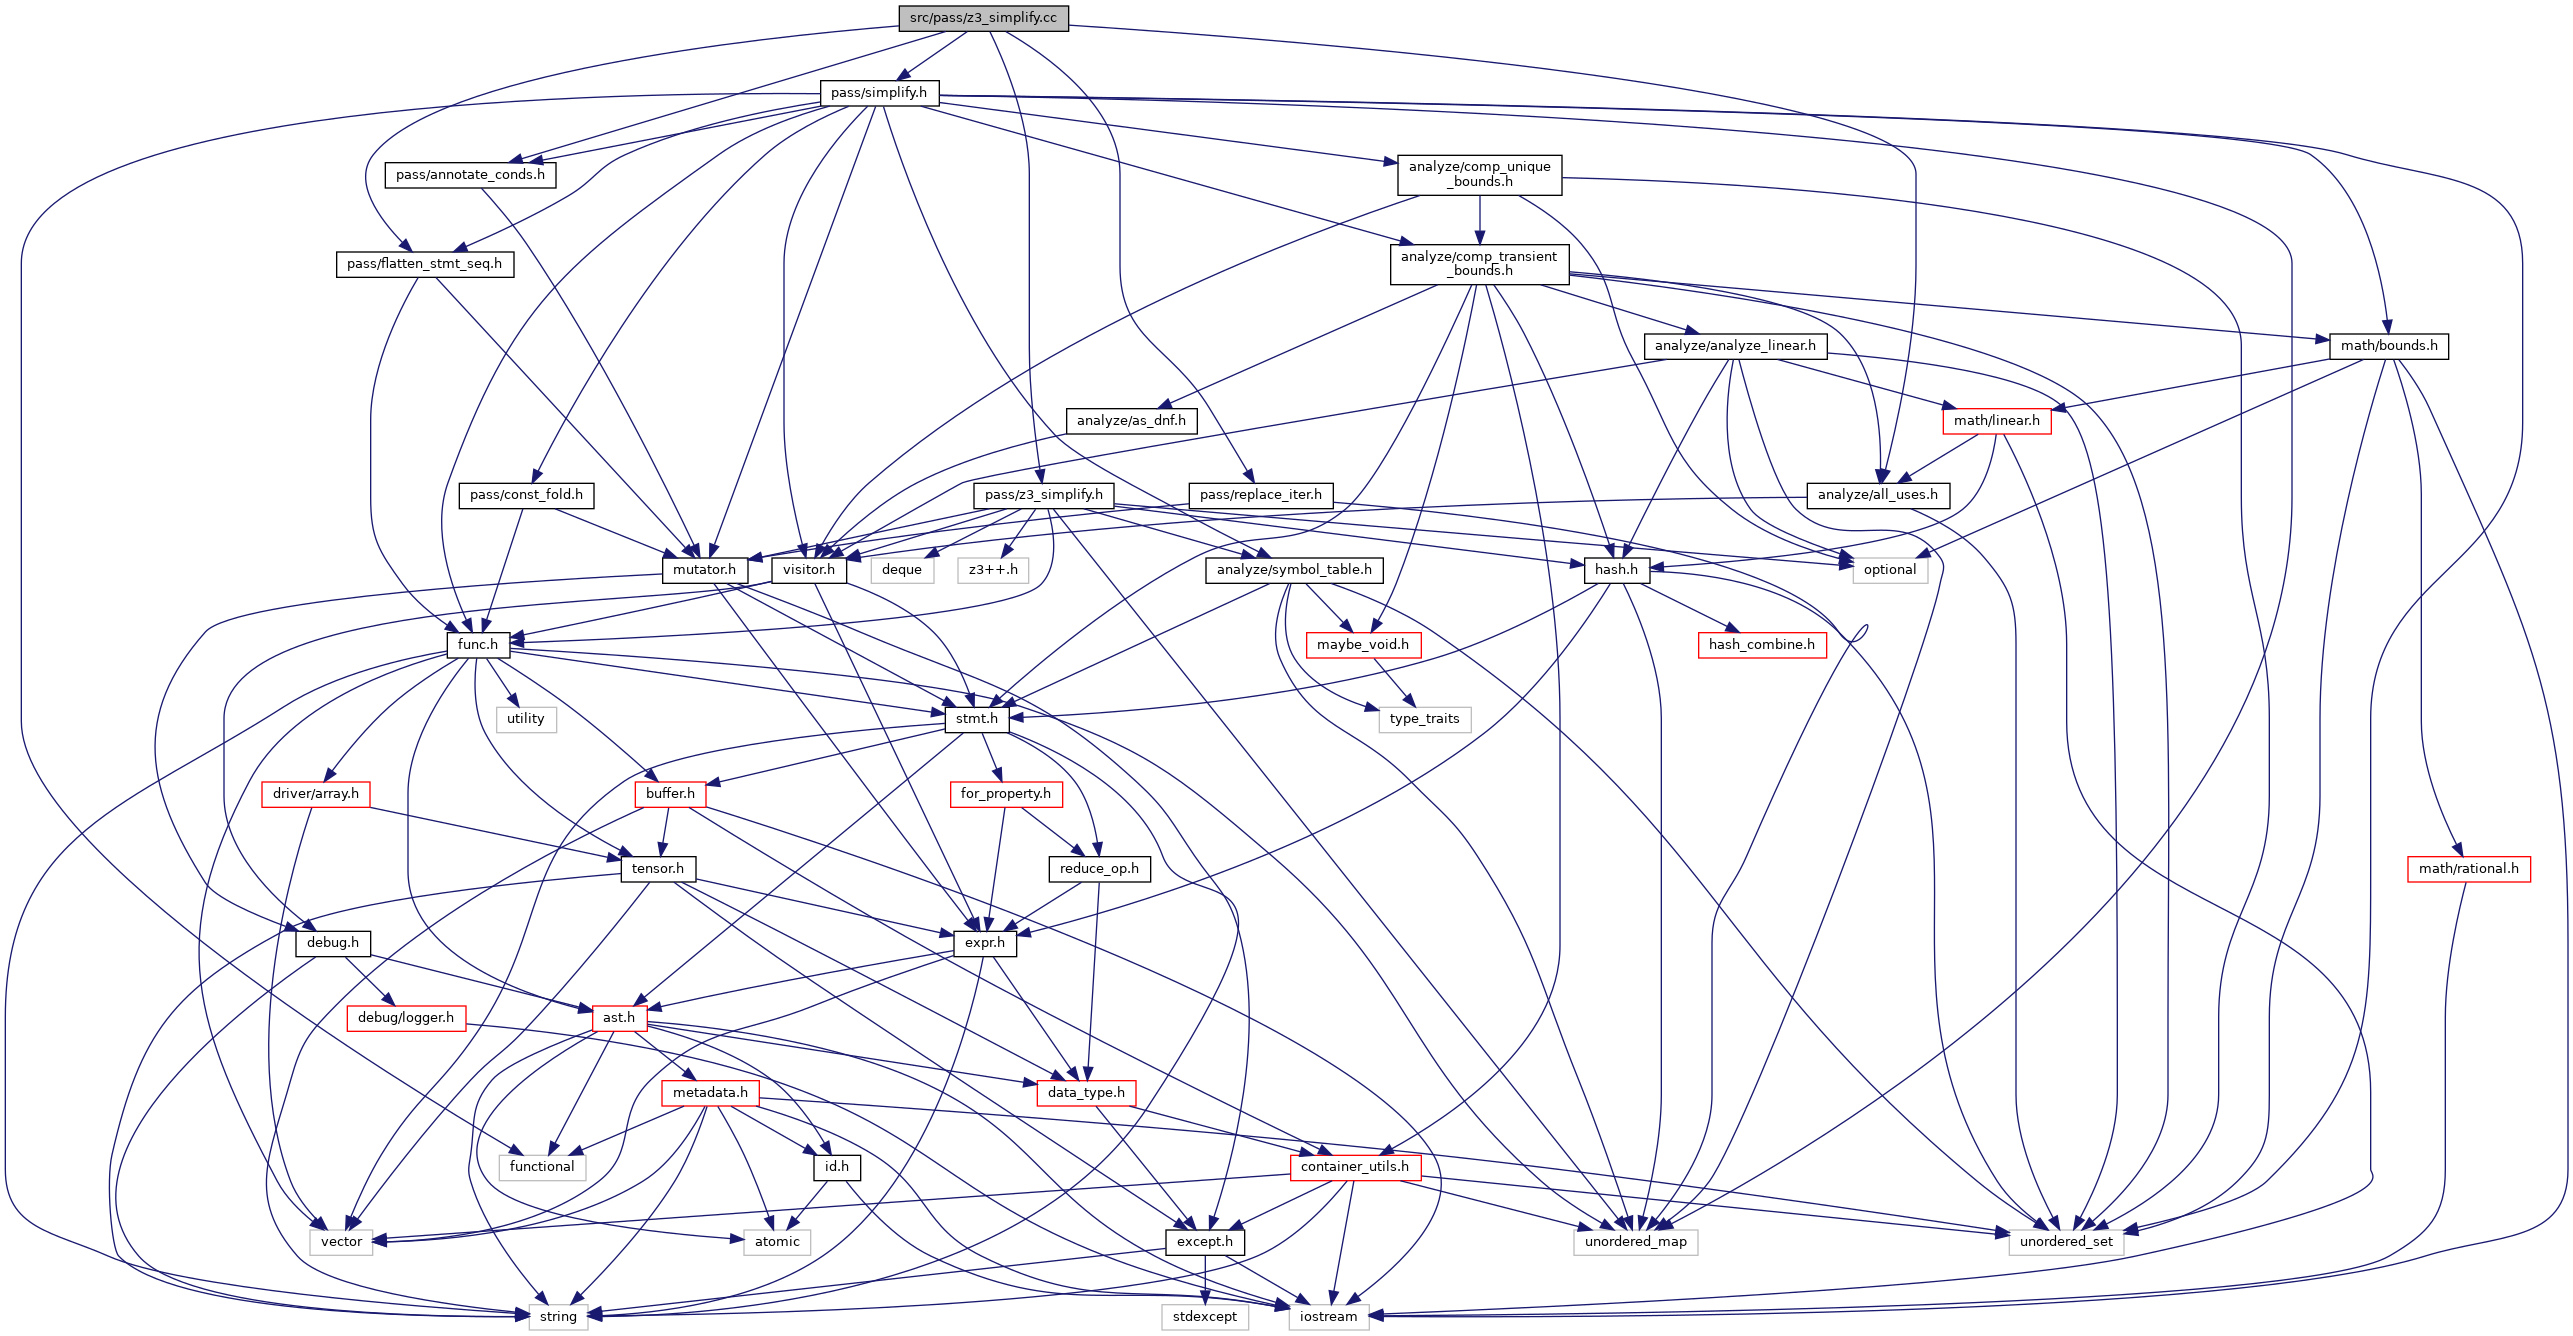 src/pass/z3_simplify.cc
pass/simplify.h
pass/annotate_conds.h
analyze/comp_unique
_bounds.h
pass/flatten_stmt_seq.h
analyze/comp_transient
_bounds.h
analyze/analyze_linear.h
math/bounds.h
analyze/as_dnf.h
math/linear.h
pass/const_fold.h
pass/z3_simplify.h
pass/replace_iter.h
analyze/all_uses.h
mutator.h
visitor.h
deque
z3++.h
analyze/symbol_table.h
hash.h
optional
func.h
maybe_void.h
hash_combine.h
utility
stmt.h
type_traits
driver/array.h
buffer.h
for_property.h
tensor.h
reduce_op.h
math/rational.h
debug.h
expr.h
debug/logger.h
ast.h
metadata.h
data_type.h
functional
id.h
container_utils.h
vector
atomic
except.h
unordered_map
unordered_set
string
stdexcept
iostream